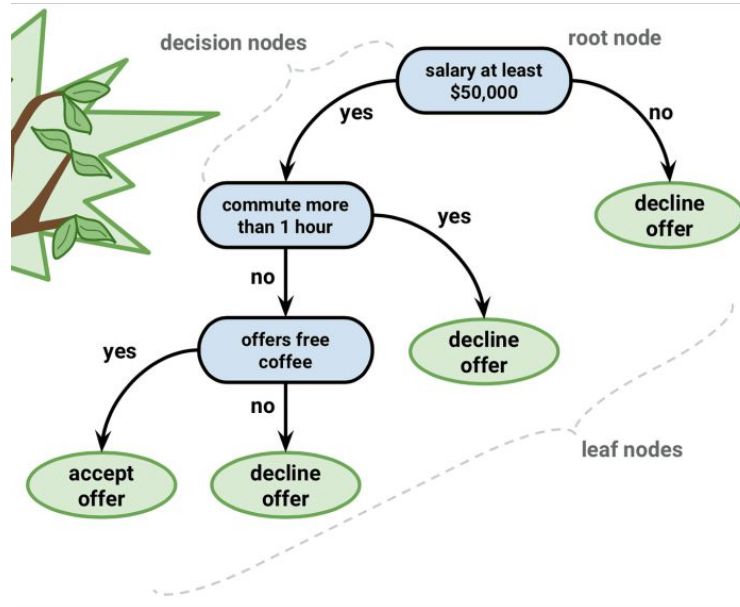 decision nodes
root node
salary at least
$50,000
yes
no
commute more
than 1 hour
yes
decline
offer
no
offers free
coffee
yes
decline
offer
no
leaf nodes
accept
offer
decline
offer